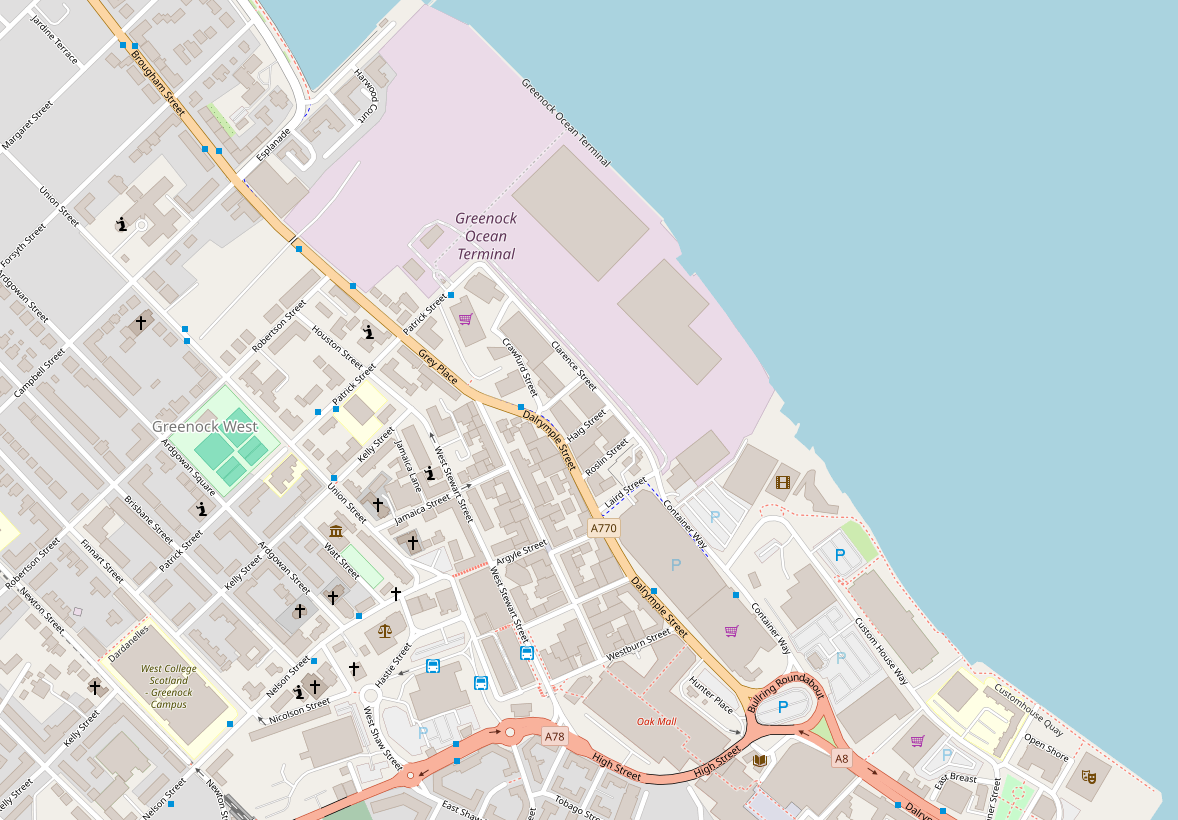 Jardine Terrace
Brougham Street
Harwood Court
Greenock Ocean Terminal
Margaret Street
Esplanade
Union Street
Forsyth Street
Greenock
Ocean
Terminal
Ardgowan Street
Robertson Street
Patrick Street
Houston Street
Grey Place
Crawfurd Street
Clarence Street
Campbell Street
Patrick Street
Greenock West
Dalrymple Street
Haig Street
Kelly Street
Jamaica Lane
West Stewart Street
Roslin Street
Ardgowan Square
Union Street
Jamaica Street
Laird Street
Brisbane Street
Container Way
P
A770
Patrick Street
Finnart Street
Robertson Street
Kelly Street
Ardgowan Street
Watt Street
Argyle Street
West Stewart Street
P
P
Newton Street
Dalrymple Street
Container Way
Custom House Way
Dardanelles
Westburn Street
P
West College
Scotland
- Greenock
Campus
Nelson Street
Hastie Street
Hunter Place
Bullring Roundabout
P
Customhouse Quay
Nicolson Street
West Shaw Street
Oak Mall
Kelly Street
P
A78
High Street
High Street
A8
P
Open Shore
East Breast
Nelson Street
Newton
Kelly Street
East Shaw
Tobago Street
Dalrym
ner Street